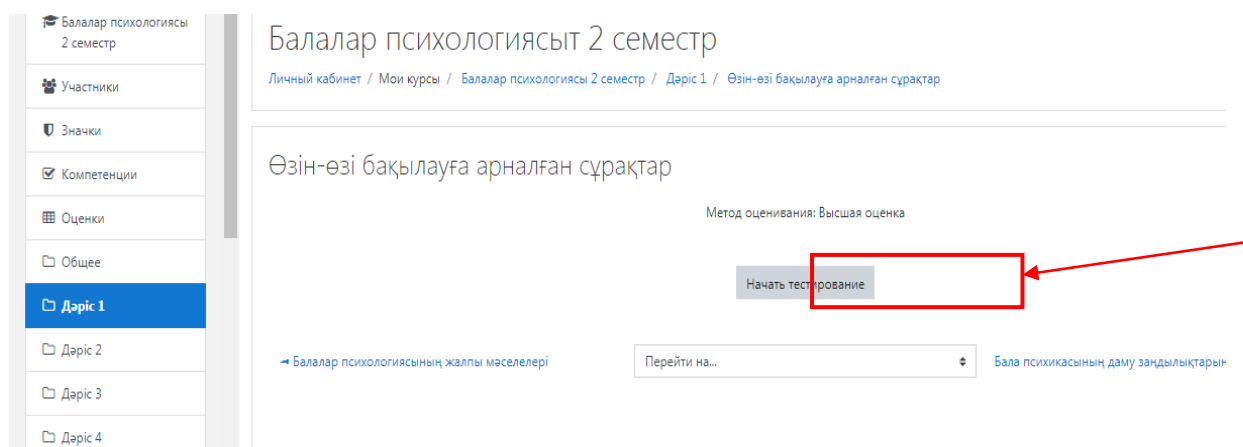 Балалар психологиясы
2 семестр
Участники
Значки
Компетенции
Оценки
Общее
Дәріс 1
Дәріс 2
Дәріс 3
Дәріс 4
Балалар психологиясыт 2 семестр
Личный кабинет / Мои курсы / Балалар психологиясы 2 семестр / Дәріс 1 / Өзін-өзі бақылауға арналған сұрақтар
Өзін-өзі бақылауға арналған сұрақтар
Метод оценивания: Высшая оценка
Начать тестирование
◄ Балалар психологиясының жалпы мәселелері
Перейти на...
Бала психикасының даму заңдылықтарын